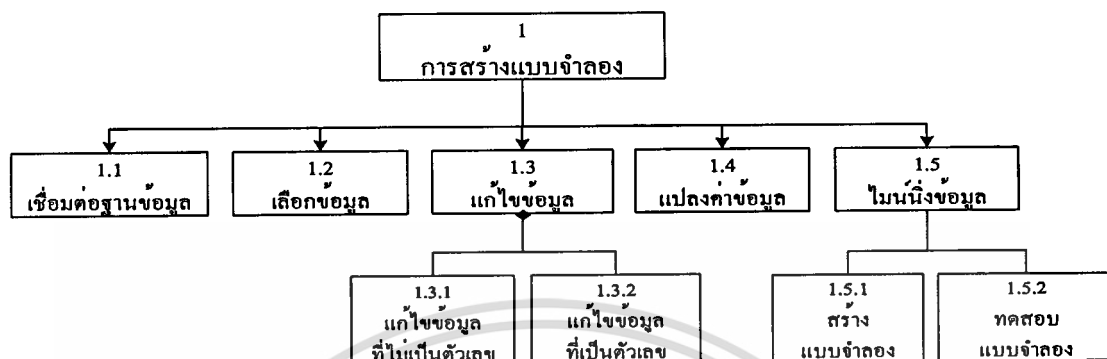 1
การสร้างแบบจำลอง
1.1
เชื่อมต่อฐานข้อมูล
1.2
เลือกข้อมูล
1.3
แก้ไขข้อมูล
1.4
แปลงค่าข้อมูล
1.5
ไมน์นิ่งข้อมูล
1.3.1
แก้ไขข้อมูล
ที่ไม่เป็นตัวเลข
1.3.2
แก้ไขข้อมูล
ที่เป็นตัวเลข
1.5.1
สร้าง
แบบจำลอง
1.5.2
ทดสอบ
แบบจำลอง